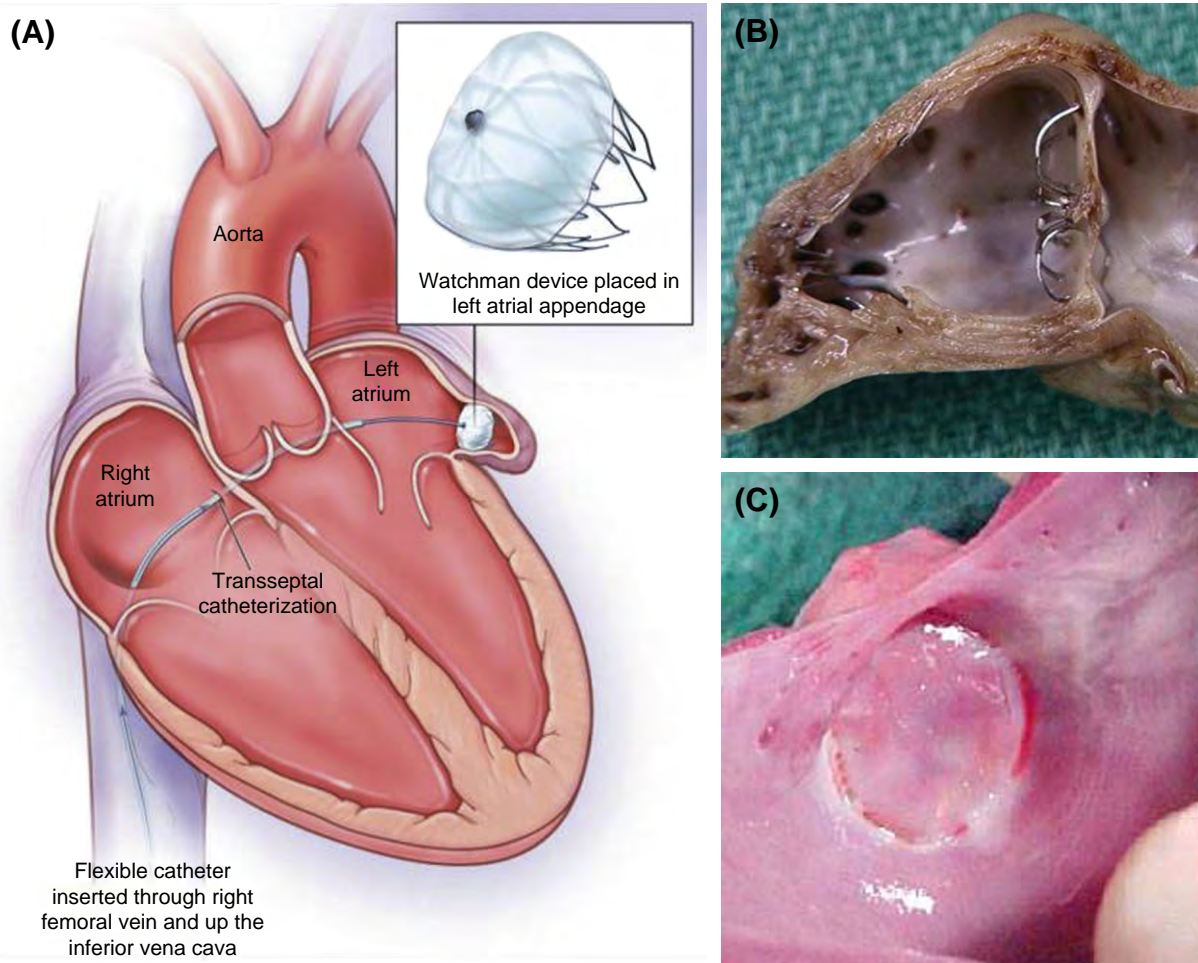 (A)
Aorta
Watchman device placed in
left atrial appendage
Left
atrium
Right
atrium
Transseptal
catheterization
Flexible catheter
inserted through right
femoral vein and up the
inferior vena cava
(B)
(C)